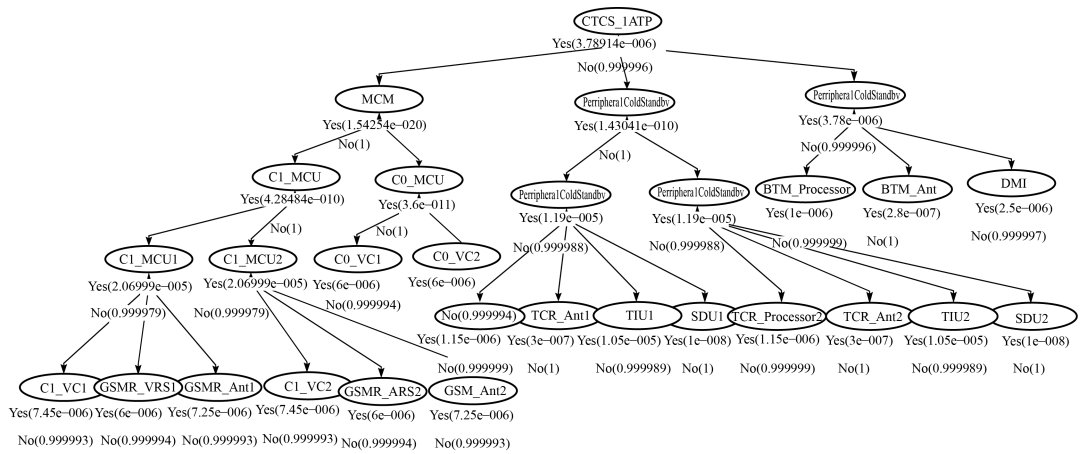 CTCS_1ATP
Yes(3.78914e−006)
No(0.999996)
MCM
Yes(1.54254e−020)
No(1)
Perriphera1ColdStandby
Yes(1.43041e−010)
No(1)
Perriphera1ColdStandby
Yes(3.78e−006)
No(0.999996)
C1_MCU
Yes(4.28484e−010)
No(1)
C0_MCU
Yes(3.6e−011)
No(1)
Perriphera1ColdStandby
Yes(1.19e−005)
No(0.999988)
Perriphera1ColdStandby
Yes(1.19e−005)
No(0.999988)
BTM_Processor
Yes(1e−006)
No(0.999999)
BTM_Ant
Yes(2.8e−007)
No(1)
DMI
Yes(2.5e−006)
No(0.999997)
C1_MCU1
Yes(2.06999e−005)
No(0.999979)
C1_MCU2
Yes(2.06999e−005)
No(0.999979)
C0_VC1
Yes(6e−006)
No(0.999994)
C0_VC2
Yes(6e−006)
No(0.999994)
Yes(1.15e−006)
No(0.999999)
TCR_Ant1
Yes(3e−007)
No(1)
TIU1
Yes(1.05e−005)
No(0.999989)
SDU1
Yes(1e−008)
No(1)
TCR_Processor2
Yes(1.15e−006)
No(0.999999)
TCR_Ant2
Yes(3e−007)
No(1)
TIU2
Yes(1.05e−005)
No(0.999989)
SDU2
Yes(1e−008)
No(1)
C1_VC1
Yes(7.45e−006)
No(0.999993)
GSMR_VRS1
Yes(6e−006)
No(0.999994)
GSMR_Ant1
Yes(7.25e−006)
No(0.999993)
C1_VC2
Yes(7.45e−006)
No(0.999993)
GSMR_ARS2
Yes(6e−006)
No(0.999994)
GSM_Ant2
Yes(7.25e−006)
No(0.999993)